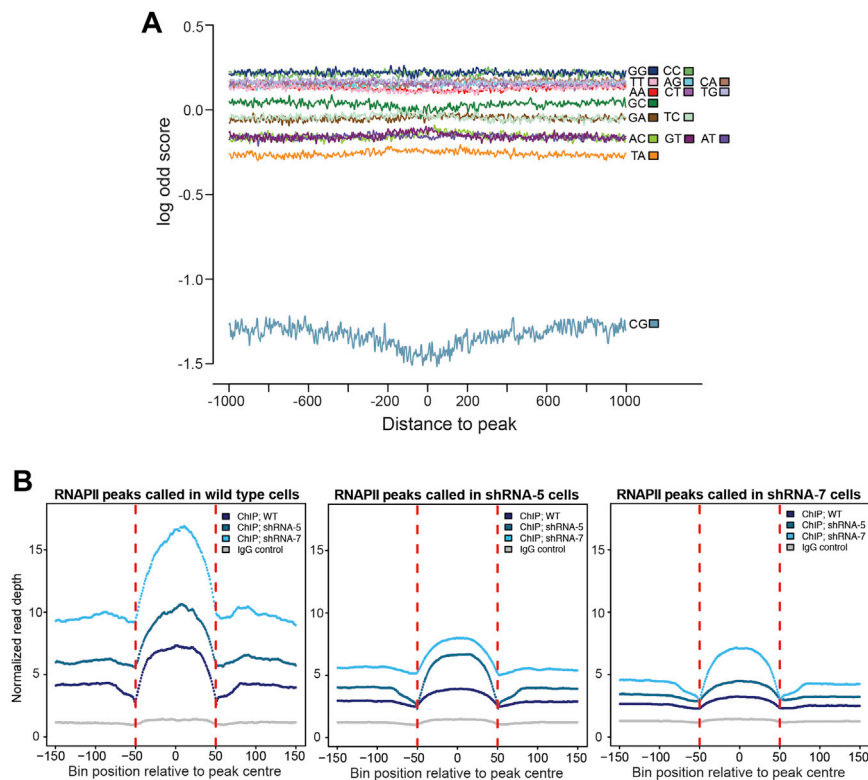 A
0.5
0.0
-0.5
-1.0
-1.5
log odd score
GG CC
TT AG CA
AA CT TG
GC
GA TC
AC GT AT
TA
CG
-1000 -600 -200 0 200 600 1000
Distance to peak
B
RNAPII peaks called in wild type cells
ChIP; WT
ChIP; shRNA-5
ChIP; shRNA-7
IgG control
15
10
5
0
Normalized read depth
-150 -100 -50 0 50 100 150
Bin position relative to peak centre
RNAPII peaks called in shRNA-5 cells
ChIP; WT
ChIP; shRNA-5
ChIP; shRNA-7
IgG control
15
10
5
0
-150 -100 -50 0 50 100 150
Bin position relative to peak centre
RNAPII peaks called in shRNA-7 cells
ChIP; WT
ChIP; shRNA-5
ChIP; shRNA-7
IgG control
15
10
5
0
-150 -100 -50 0 50 100 150
Bin position relative to peak centre